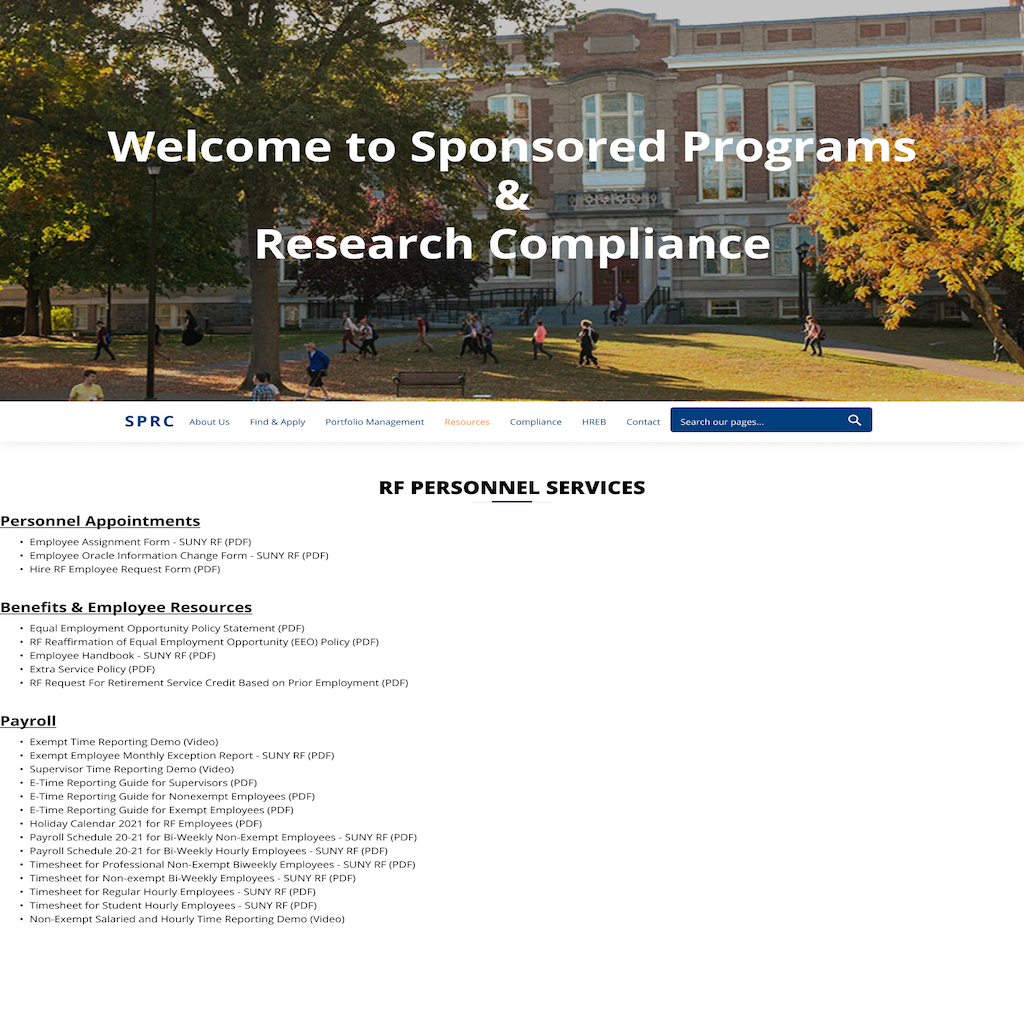 Welcome to Sponsored Programs
&
Research Compliance
SPRC About Us Find & Apply Portfolio Management Resources Compliance HREB Contact Search our pages...
RF PERSONNEL SERVICES
Personnel Appointments
• Employee Assignment Form - SUNY RF (PDF)
• Employee Oracle Information Change Form - SUNY RF (PDF)
• Hire RF Employee Request Form (PDF)
Benefits & Employee Resources
• Equal Employment Opportunity Policy Statement (PDF)
• RF Reaffirmation of Equal Employment Opportunity (EEO) Policy (PDF)
• Employee Handbook - SUNY RF (PDF)
• Extra Service Policy (PDF)
• RF Request For Retirement Service Credit Based on Prior Employment (PDF)
Payroll
• Exempt Time Reporting Demo (Video)
• Exempt Employee Monthly Exception Report - SUNY RF (PDF)
• Supervisor Time Reporting Demo (Video)
• E-Time Reporting Guide for Supervisors (PDF)
• E-Time Reporting Guide for Nonexempt Employees (PDF)
• E-Time Reporting Guide for Exempt Employees (PDF)
• Holiday Calendar 2021 for RF Employees (PDF)
• Payroll Schedule 20-21 for Bi-Weekly Non-Exempt Employees - SUNY RF (PDF)
• Payroll Schedule 20-21 for Bi-Weekly Hourly Employees - SUNY RF (PDF)
• Timesheet for Professional Non-Exempt Biweekly Employees - SUNY RF (PDF)
• Timesheet for Non-exempt Bi-Weekly Employees - SUNY RF (PDF)
• Timesheet for Regular Hourly Employees - SUNY RF (PDF)
• Timesheet for Student Hourly Employees - SUNY RF (PDF)
• Non-Exempt Salaried and Hourly Time Reporting Demo (Video)